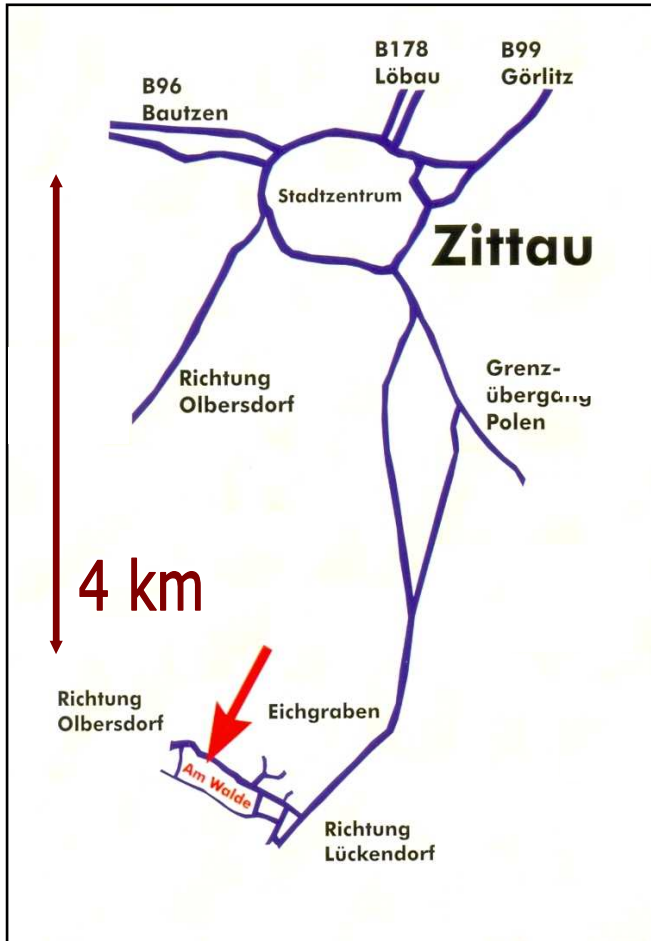 B178
Löbau
B99
Görlitz
B96
Bautzen
Stadtzentrum
Zittau
Richtung
Olbersdorf
Grenz-
übergang
Polen
4 km
Richtung
Olbersdorf
Eichgraben
Am Walde
Richtung
Lückendorf